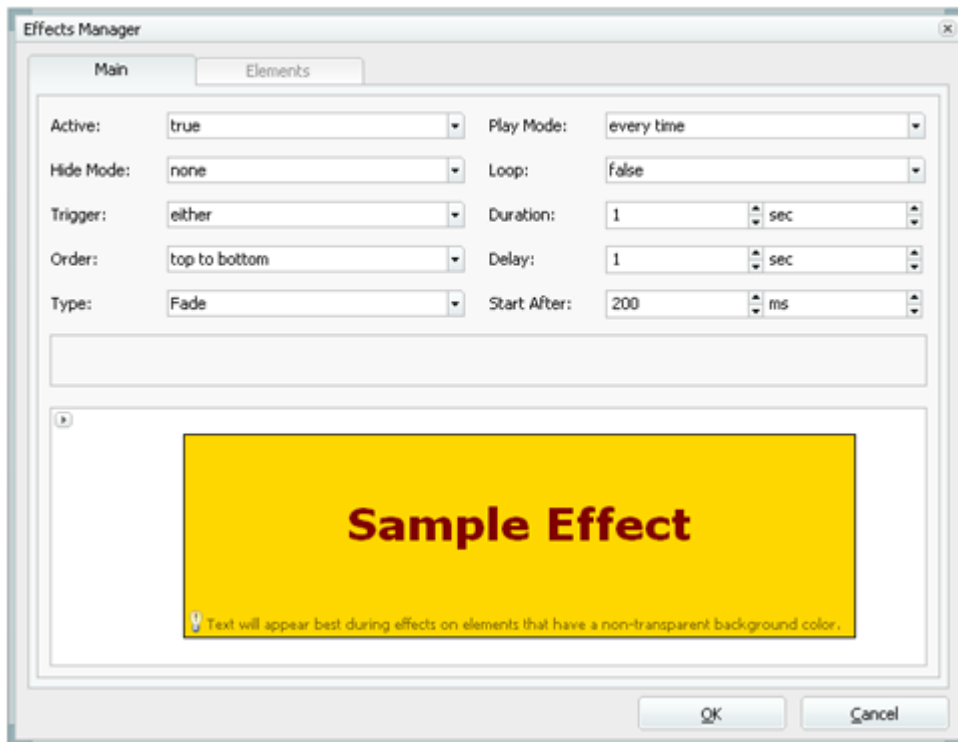 Effects Manager
Main Elements
Active: true Play Mode: every time
Hide Mode: none Loop: false
Trigger: either Duration: 1 sec
Order: top to bottom Delay: 1 sec
Type: Fade Start After: 200 ms
Sample Effect
Text will appear best during effects on elements that have a non-transparent background color.
OK Cancel